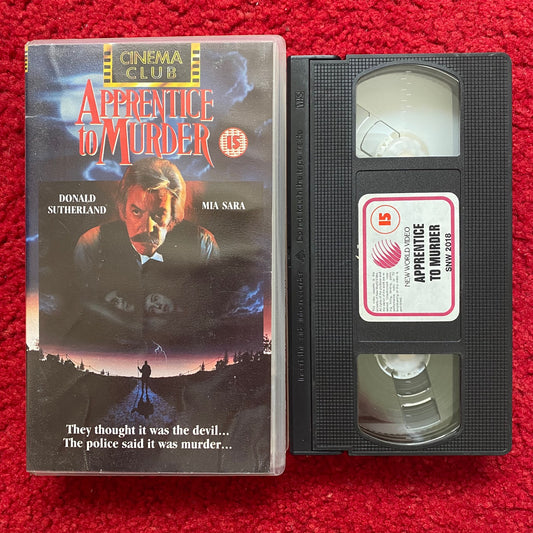 CINEMA
CLUB
APPRENTICE
to MURDER
15
DONALD
SUTHERLAND
MIA SARA
They thought it was the devil...
The police said it was murder...
VHS
15
NEW WORLD VIDEO
APPRENTICE
TO MURDER
SNW 2018